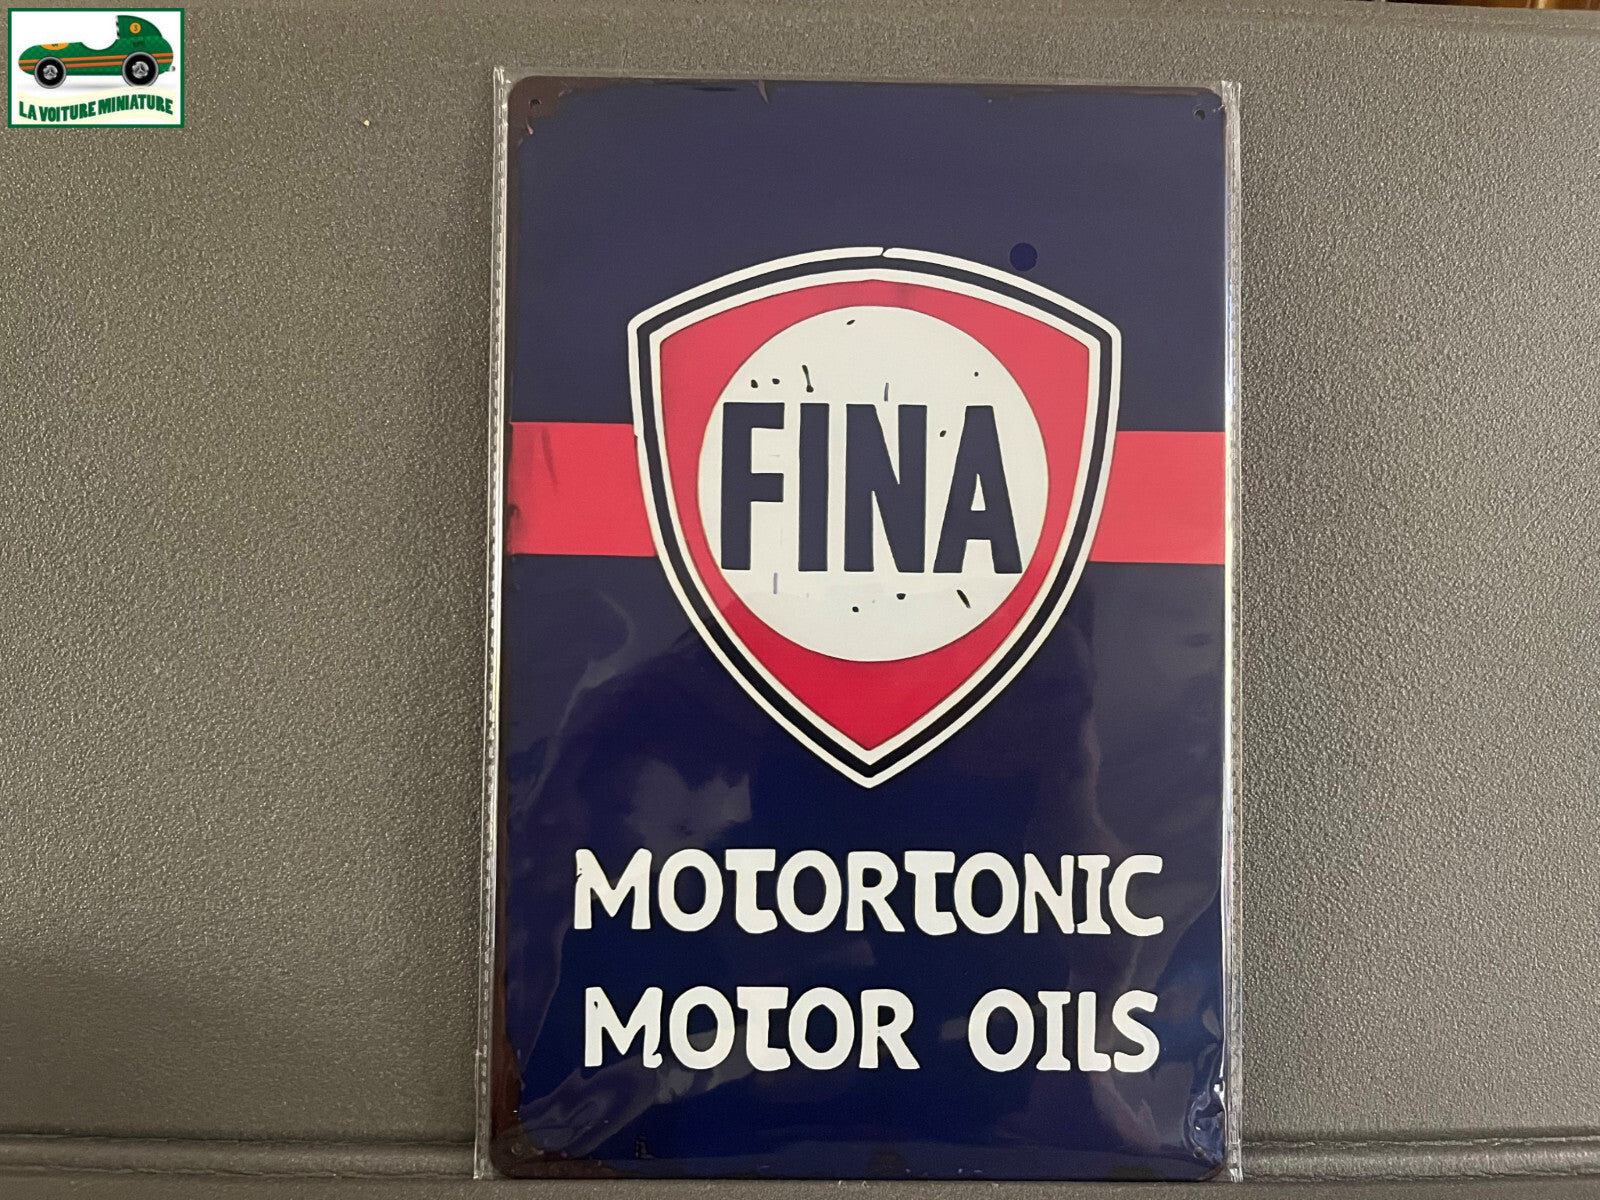 LA VOITURE MINIATURE
FINA
MOTORTONIC
MOTOR OILS